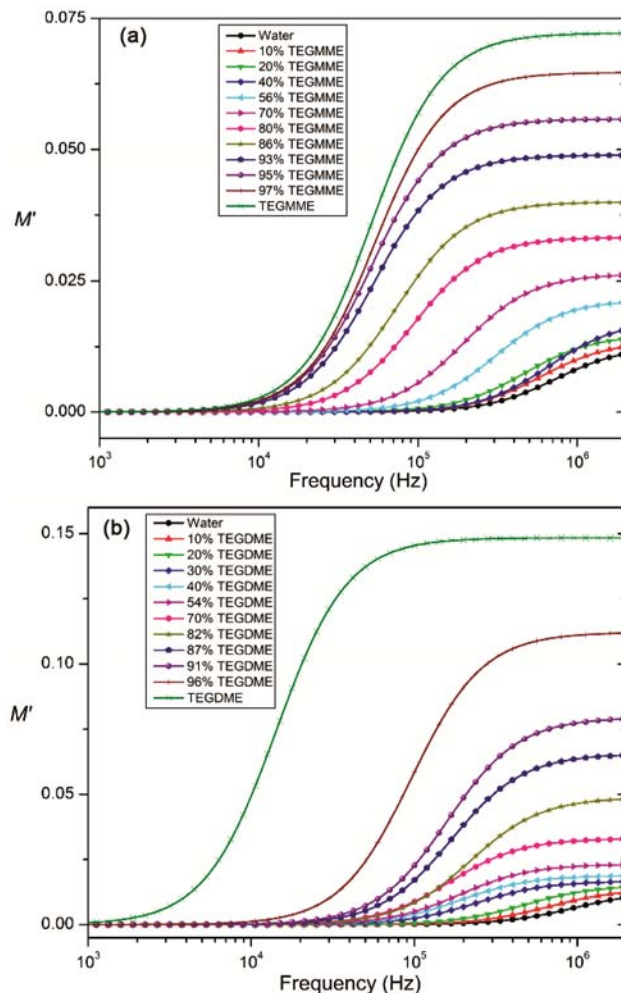 (a)
Water
10% TEGMME
20% TEGMME
40% TEGMME
56% TEGMME
70% TEGMME
80% TEGMME
86% TEGMME
93% TEGMME
95% TEGMME
97% TEGMME
TEGMME
0.075
0.050
M'
0.025
0.000
10³ 10⁴ 10⁵ 10⁶
Frequency (Hz)
(b)
Water
10% TEGDME
20% TEGDME
30% TEGDME
40% TEGDME
54% TEGDME
70% TEGDME
82% TEGDME
87% TEGDME
91% TEGDME
96% TEGDME
TEGDME
0.15
0.10
M'
0.05
0.00
10³ 10⁴ 10⁵ 10⁶
Frequency (Hz)